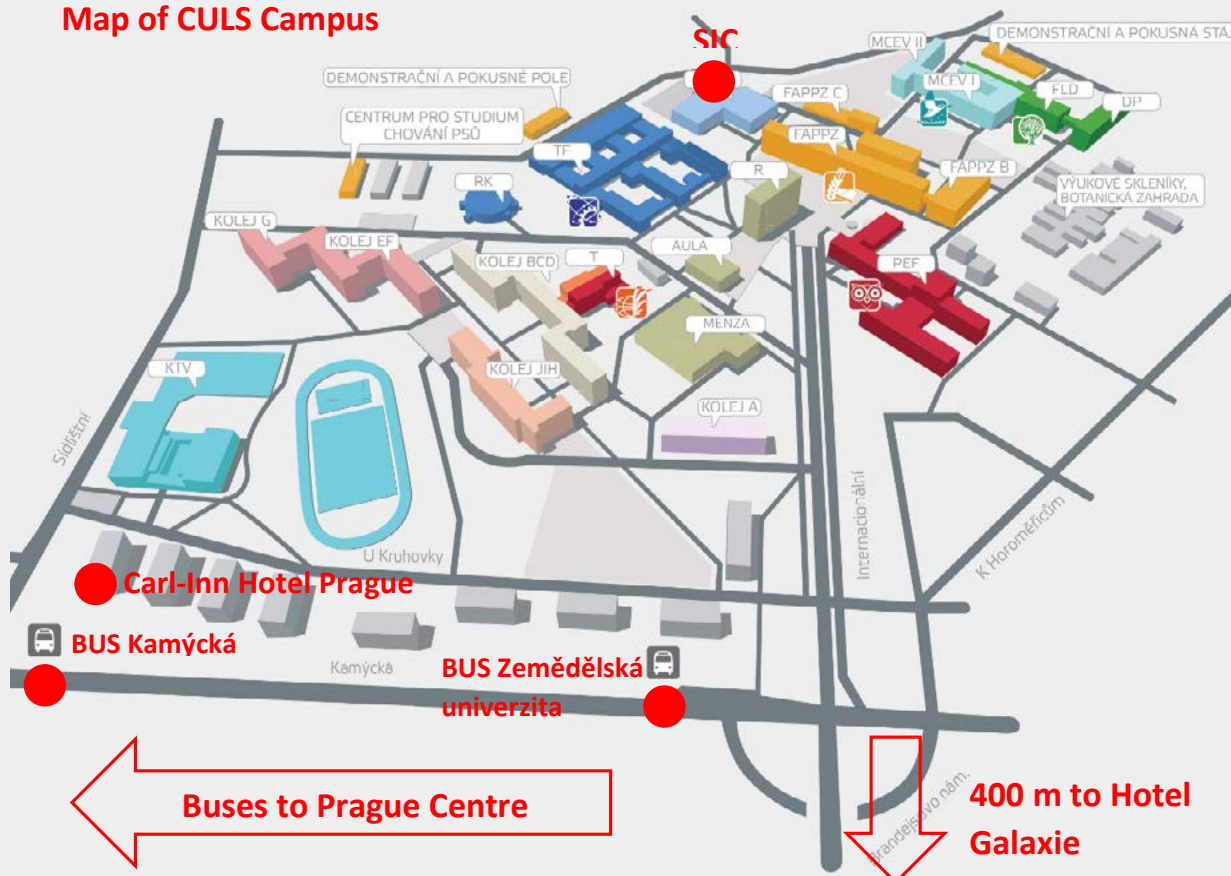 Map of CULS Campus
SIC
MCEV II
DEMONSTRAČNÍ A POKUSNÁ STÁJ
DEMONSTRAČNÍ A POKUSNÉ POLE
MCEV I
FLD
FAPPZ C
DP
CENTRUM PRO STUDIUM
CHOVÁNÍ PSŮ
TF
FAPPZ
R
FAPPZ B
RK
VÝUKOVÉ SKLENÍKY,
BOTANICKÁ ZAHRADA
KOLEJ G
KOLEJ EF
KOLEJ BCD
T
AULA
PEF
MENZA
KTV
KOLEJ JIH
KOLEJ A
Sídlištní
Internacionální
K Horoměřicům
U Kruhovky
Carl-Inn Hotel Prague
BUS Kamýcká
Kamýcká
BUS Zemědělská
univerzita
Buses to Prague Centre
Brandejsovo nám.
400 m to Hotel
Galaxie